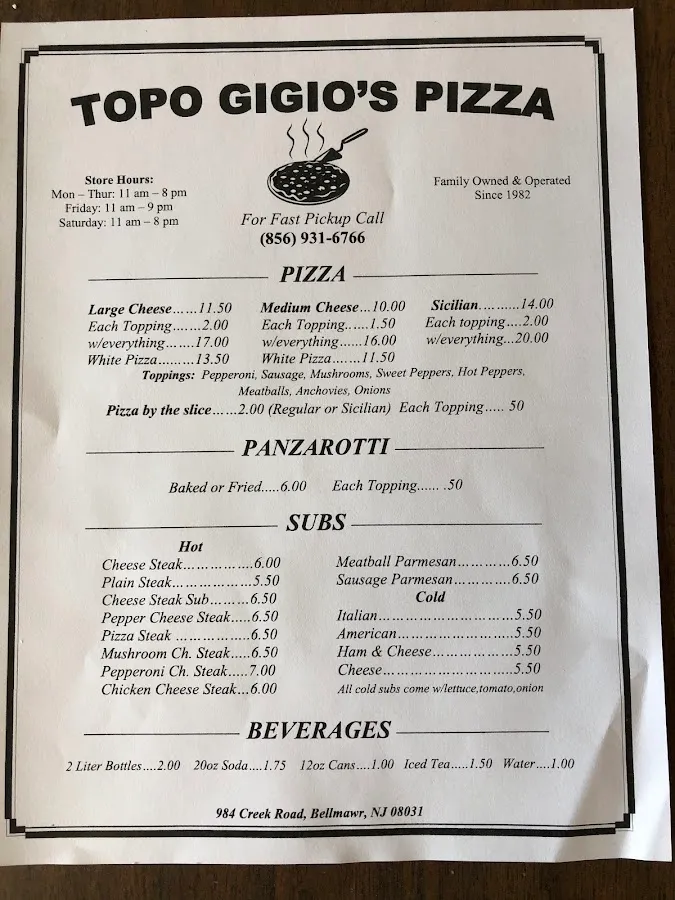 TOPO GIGIO'S PIZZA
Store Hours:
Mon – Thur: 11 am – 8 pm
Friday: 11 am – 9 pm
Saturday: 11 am – 8 pm
Family Owned & Operated
Since 1982
For Fast Pickup Call
(856) 931-6766
PIZZA
Large Cheese......11.50 Medium Cheese...10.00 Sicilian..........14.00
Each Topping.......2.00 Each Topping......1.50 Each topping....2.00
w/everything........17.00 w/everything......16.00 w/everything...20.00
White Pizza.........13.50 White Pizza.......11.50
Toppings: Pepperoni, Sausage, Mushrooms, Sweet Peppers, Hot Peppers,
Meatballs, Anchovies, Onions
Pizza by the slice......2.00 (Regular or Sicilian) Each Topping..... 50
PANZAROTTI
Baked or Fried.....6.00 Each Topping...... .50
SUBS
Hot
Cheese Steak................6.00
Plain Steak..................5.50
Cheese Steak Sub.........6.50
Pepper Cheese Steak.....6.50
Pizza Steak ...............6.50
Mushroom Ch. Steak.....6.50
Pepperoni Ch. Steak.....7.00
Chicken Cheese Steak...6.00
Meatball Parmesan............6.50
Sausage Parmesan............6.50
Cold
Italian..............................5.50
American..........................5.50
Ham & Cheese..................5.50
Cheese.............................5.50
All cold subs come w/lettuce,tomato,onion
BEVERAGES
2 Liter Bottles....2.00 20oz Soda....1.75 12oz Cans....1.00 Iced Tea.....1.50 Water....1.00
984 Creek Road, Bellmawr, NJ 08031